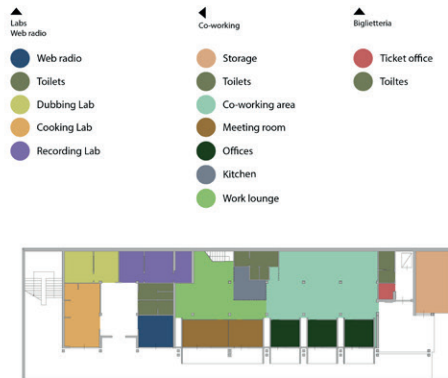 Labs
Web radio
Web radio
Toilets
Dubbing Lab
Cooking Lab
Recording Lab
Co-working
Storage
Toilets
Co-working area
Meeting room
Offices
Kitchen
Work lounge
Biglietteria
Ticket office
Toiltes